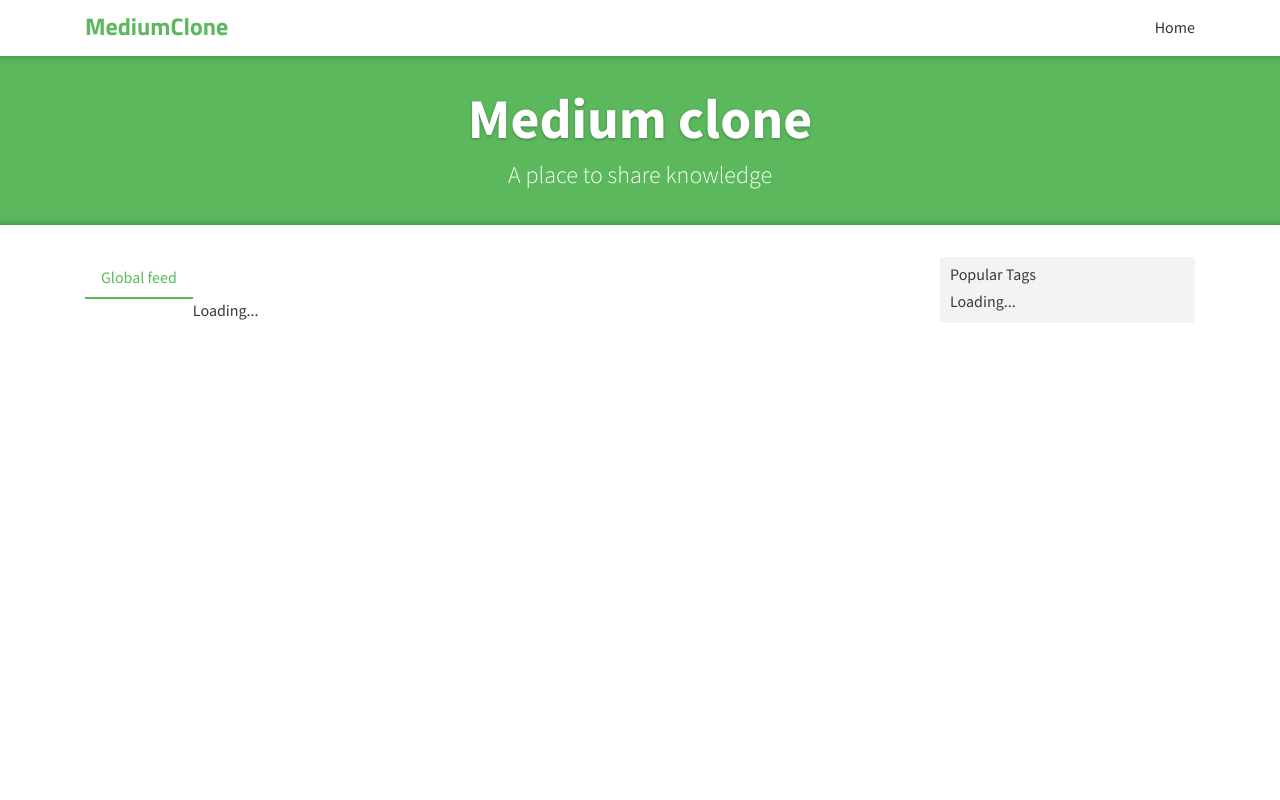 MediumClone
Home
Medium clone
A place to share knowledge
Global feed
Loading...
Popular Tags
Loading...